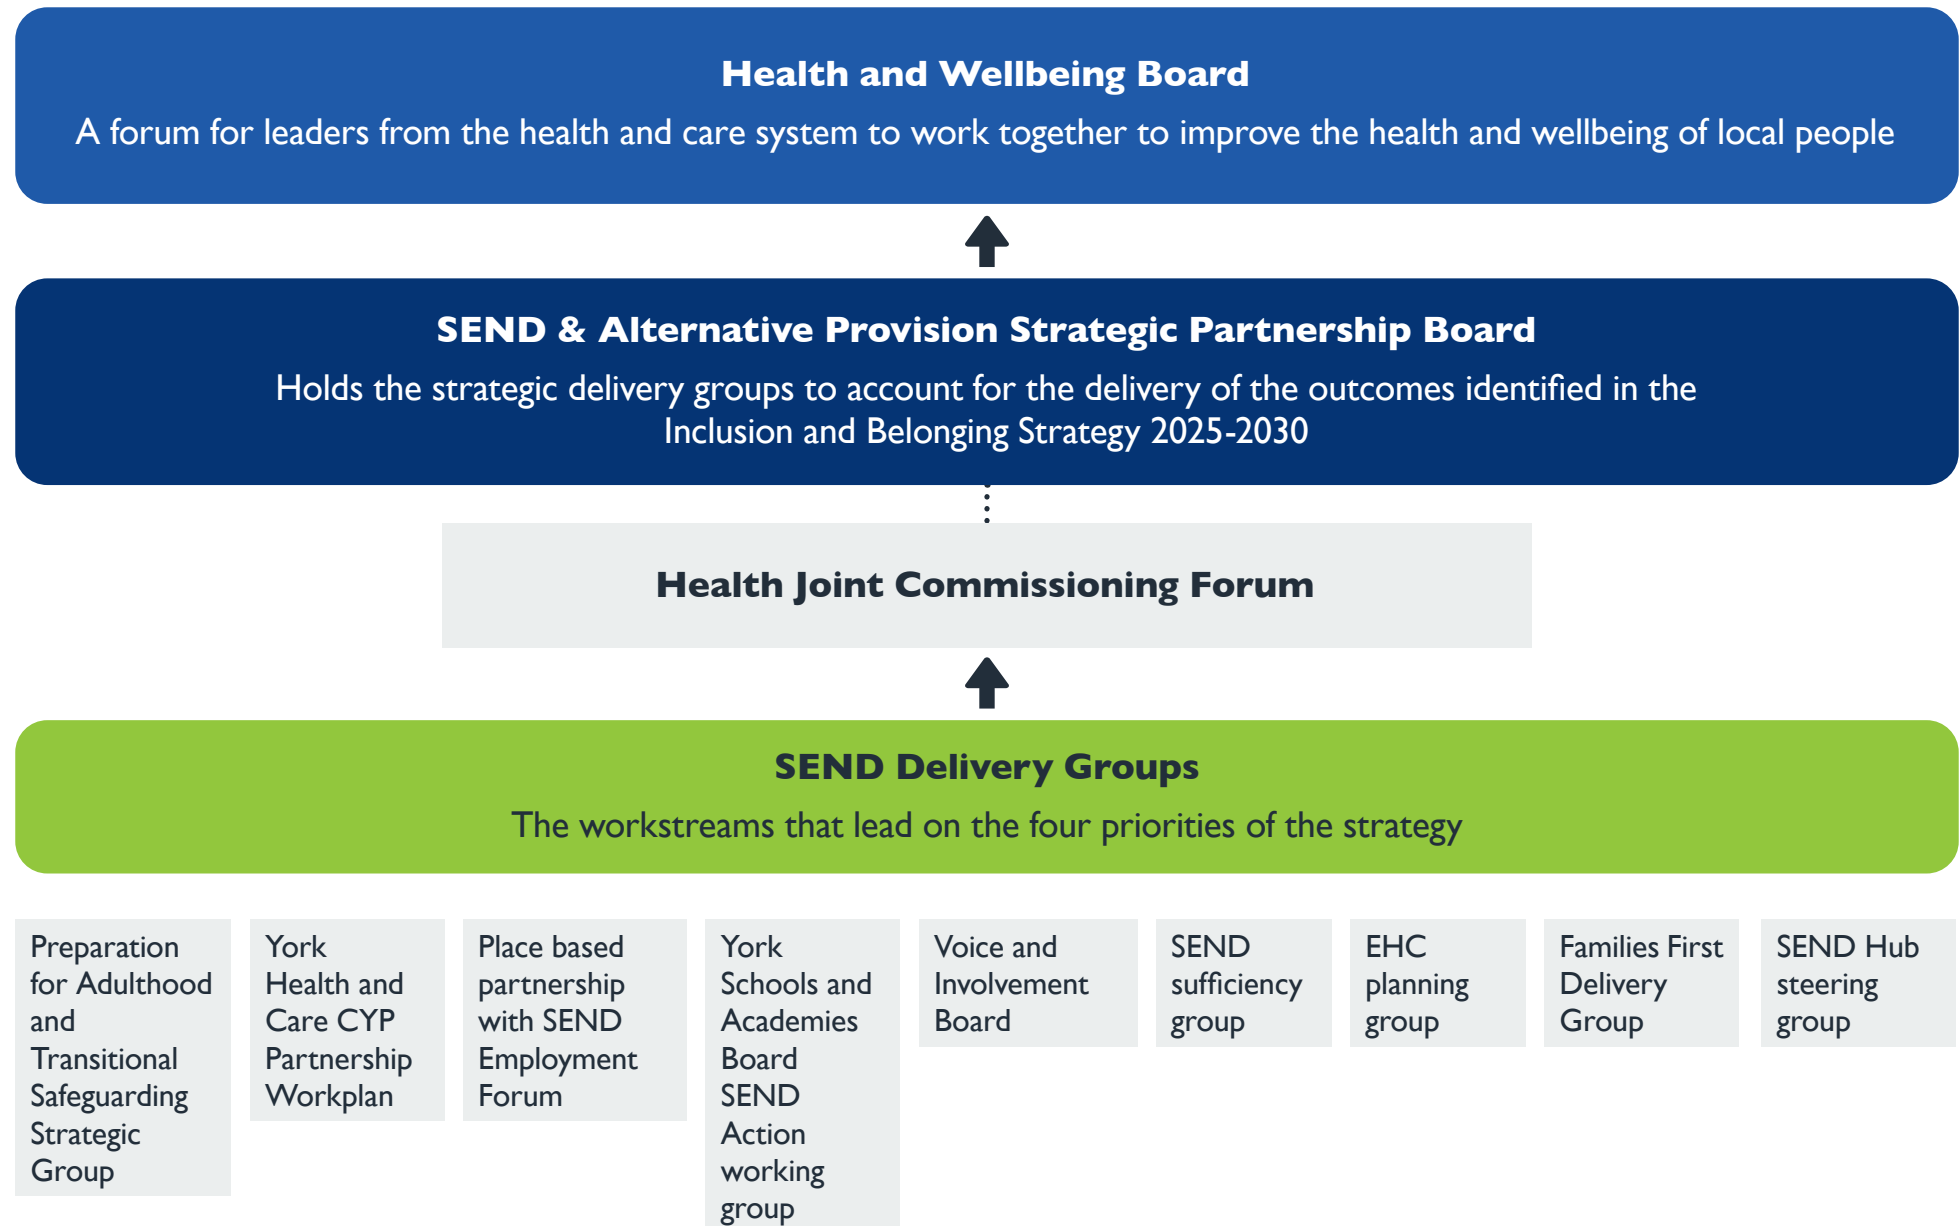 Health and Wellbeing Board
A forum for leaders from the health and care system to work together to improve the health and wellbeing of local people
SEND & Alternative Provision Strategic Partnership Board
Holds the strategic delivery groups to account for the delivery of the outcomes identified in the
Inclusion and Belonging Strategy 2025-2030
Health Joint Commissioning Forum
SEND Delivery Groups
The workstreams that lead on the four priorities of the strategy
Preparation
for Adulthood
and
Transitional
Safeguarding
Strategic
Group
York
Health and
Care CYP
Partnership
Workplan
Place based
partnership
with SEND
Employment
Forum
York
Schools and
Academies
Board
SEND
Action
working
group
Voice and
Involvement
Board
SEND
sufficiency
group
EHC
planning
group
Families First
Delivery
Group
SEND Hub
steering
group